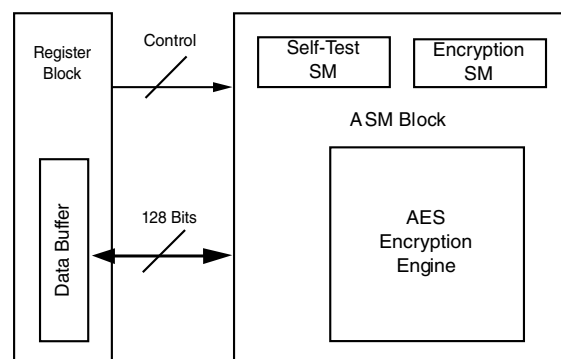 Register
Block
Control
Self-Test
SM
Encryption
SM
ASM Block
Data Buffer
128 Bits
AES
Encryption
Engine